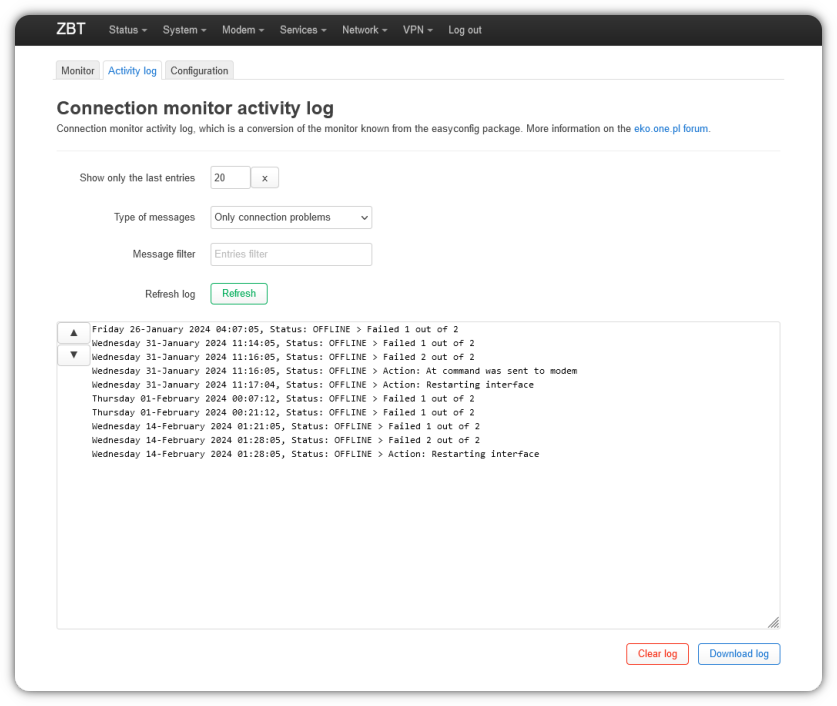 ZBT Status System Modem Services Network VPN Log out
Monitor Activity log Configuration
Connection monitor activity log
Connection monitor activity log, which is a conversion of the monitor known from the easyconfig package. More information on the eko.one.pl forum.
Show only the last entries 20 x
Type of messages Only connection problems
Message filter Entries filter
Refresh log Refresh
▲
▼
Friday 26-January 2024 04:07:05, Status: OFFLINE > Failed 1 out of 2
Wednesday 31-January 2024 11:14:05, Status: OFFLINE > Failed 1 out of 2
Wednesday 31-January 2024 11:16:05, Status: OFFLINE > Failed 2 out of 2
Wednesday 31-January 2024 11:16:05, Status: OFFLINE > Action: At command was sent to modem
Wednesday 31-January 2024 11:17:04, Status: OFFLINE > Action: Restarting interface
Thursday 01-February 2024 00:07:12, Status: OFFLINE > Failed 1 out of 2
Thursday 01-February 2024 00:21:12, Status: OFFLINE > Failed 1 out of 2
Wednesday 14-February 2024 01:21:05, Status: OFFLINE > Failed 1 out of 2
Wednesday 14-February 2024 01:28:05, Status: OFFLINE > Failed 2 out of 2
Wednesday 14-February 2024 01:28:05, Status: OFFLINE > Action: Restarting interface
Clear log Download log